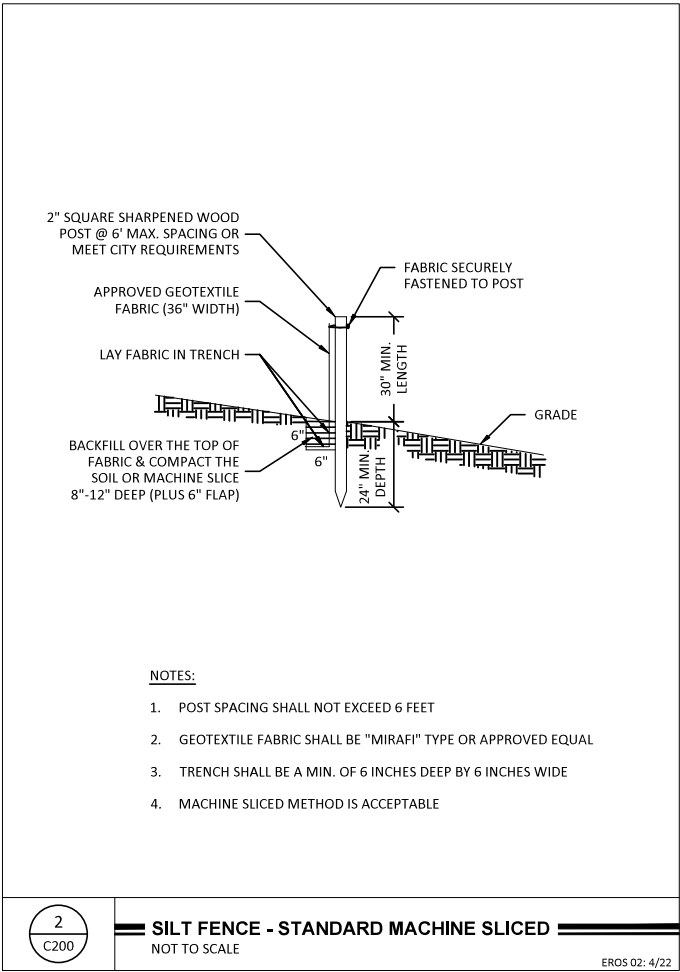 2" SQUARE SHARPENED WOOD
POST @ 6' MAX. SPACING OR
MEET CITY REQUIREMENTS
FABRIC SECURELY
FASTENED TO POST
APPROVED GEOTEXTILE
FABRIC (36" WIDTH)
LAY FABRIC IN TRENCH
30" MIN.
LENGTH
GRADE
6"
6"
BACKFILL OVER THE TOP OF
FABRIC & COMPACT THE
SOIL OR MACHINE SLICE
8"-12" DEEP (PLUS 6" FLAP)
24" MIN.
DEPTH
NOTES:
1. POST SPACING SHALL NOT EXCEED 6 FEET
2. GEOTEXTILE FABRIC SHALL BE "MIRAFI" TYPE OR APPROVED EQUAL
3. TRENCH SHALL BE A MIN. OF 6 INCHES DEEP BY 6 INCHES WIDE
4. MACHINE SLICED METHOD IS ACCEPTABLE
2
C200
SILT FENCE - STANDARD MACHINE SLICED
NOT TO SCALE
EROS 02: 4/22